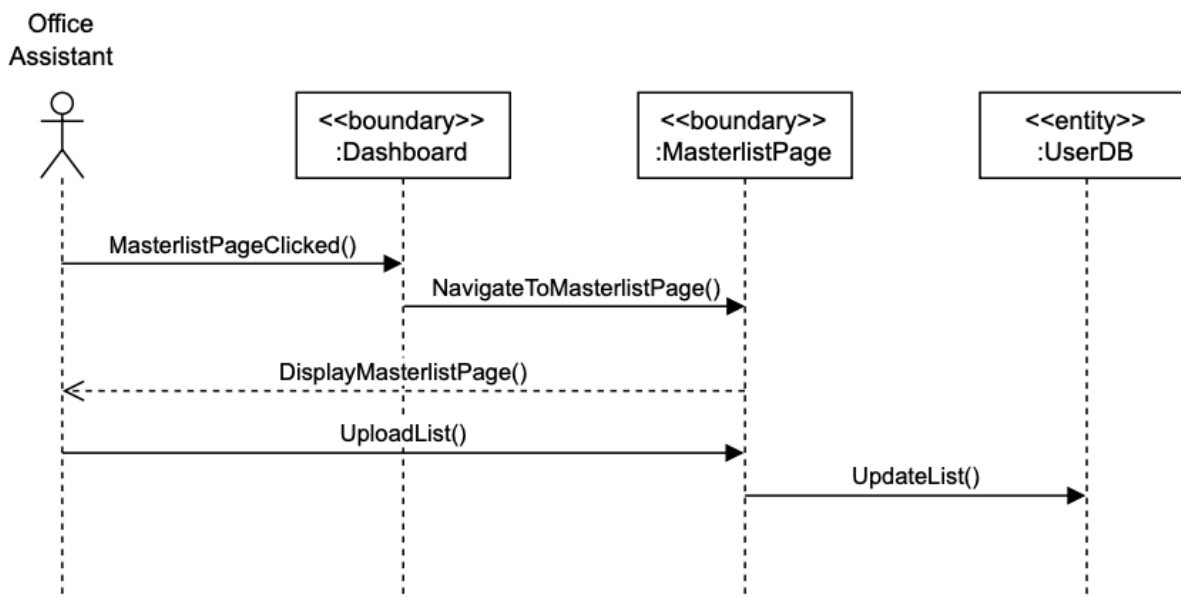 Office
Assistant
<<boundary>>
:Dashboard
<<boundary>>
:MasterlistPage
<<entity>>
:UserDB
MasterlistPageClicked()
NavigateToMasterlistPage()
DisplayMasterlistPage()
UploadList()
UpdateList()